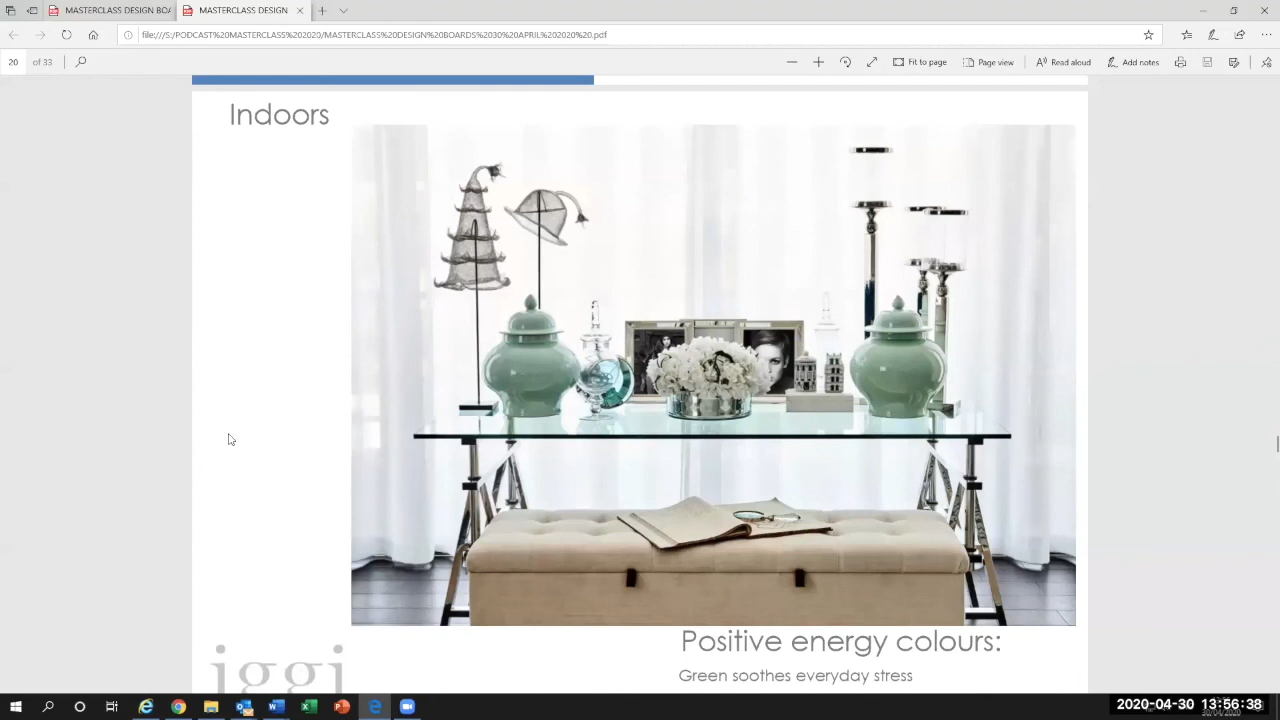 MASTERCLASS DESIGN BOA
MASTERCLASS DESIGN
file:///S:/PODCAST%20MASTERCLASS%202020/MASTERCLASS%20DESIGN%20BOARDS%2030%20APRIL%202020%20.pdf
20 of 33
Fit to page
Page view
Read aloud
Add notes
Indoors
Positive energy colours:
Green soothes everyday stress
iggi
2020-04-30 13:56:38